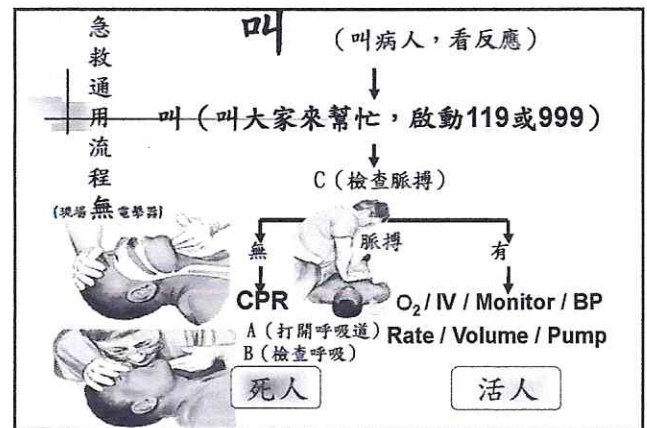 急救通用流程無
(現場無電擊器)
叫 (叫病人,看反應)
叫(叫大家來幫忙,啟動119或999)
C(檢查脈搏)
無 脈搏 有
CPR
A(打開呼吸道)
B(檢查呼吸)
死人
O₂/IV/Monitor/BP
Rate/Volume/Pump
活人